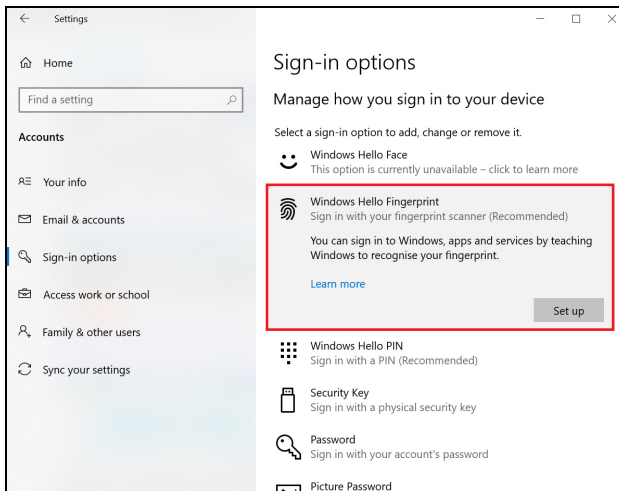 Settings
Home
Find a setting
Accounts
Your info
Email & accounts
Sign-in options
Access work or school
Family & other users
Sync your settings
Sign-in options
Manage how you sign in to your device
Select a sign-in option to add, change or remove it.
Windows Hello Face
This option is currently unavailable – click to learn more
Windows Hello Fingerprint
Sign in with your fingerprint scanner (Recommended)
You can sign in to Windows, apps and services by teaching
Windows to recognise your fingerprint.
Learn more
Set up
Windows Hello PIN
Sign in with a PIN (Recommended)
Security Key
Sign in with a physical security key
Password
Sign in with your account's password
Picture Password